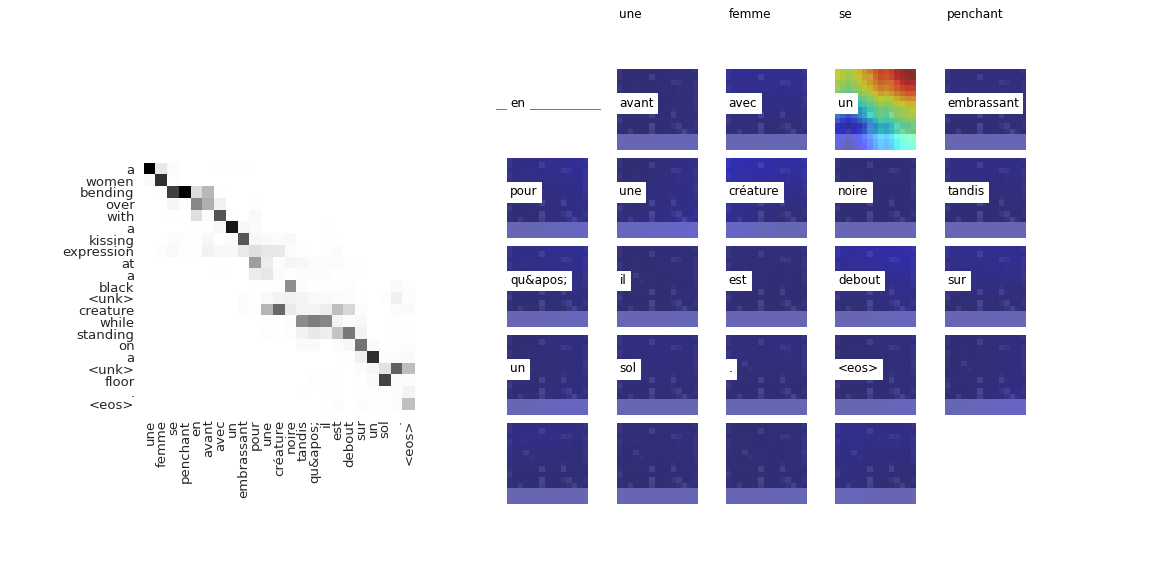 une femme se penchant
en avant avec un embrassant
pour une créature noire tandis
qu&apos; il est debout sur
un sol . <eos>
a
women
bending
over
with
a
kissing
expression
at
a
black
<unk>
creature
while
standing
on
a
<unk>
floor
.
<eos>
une
femme
se
penchant
en
avant
avec
un
embrassant
pour
une
créature
noire
tandis
qu&apos;
il
est
debout
sur
un
sol
.
<eos>